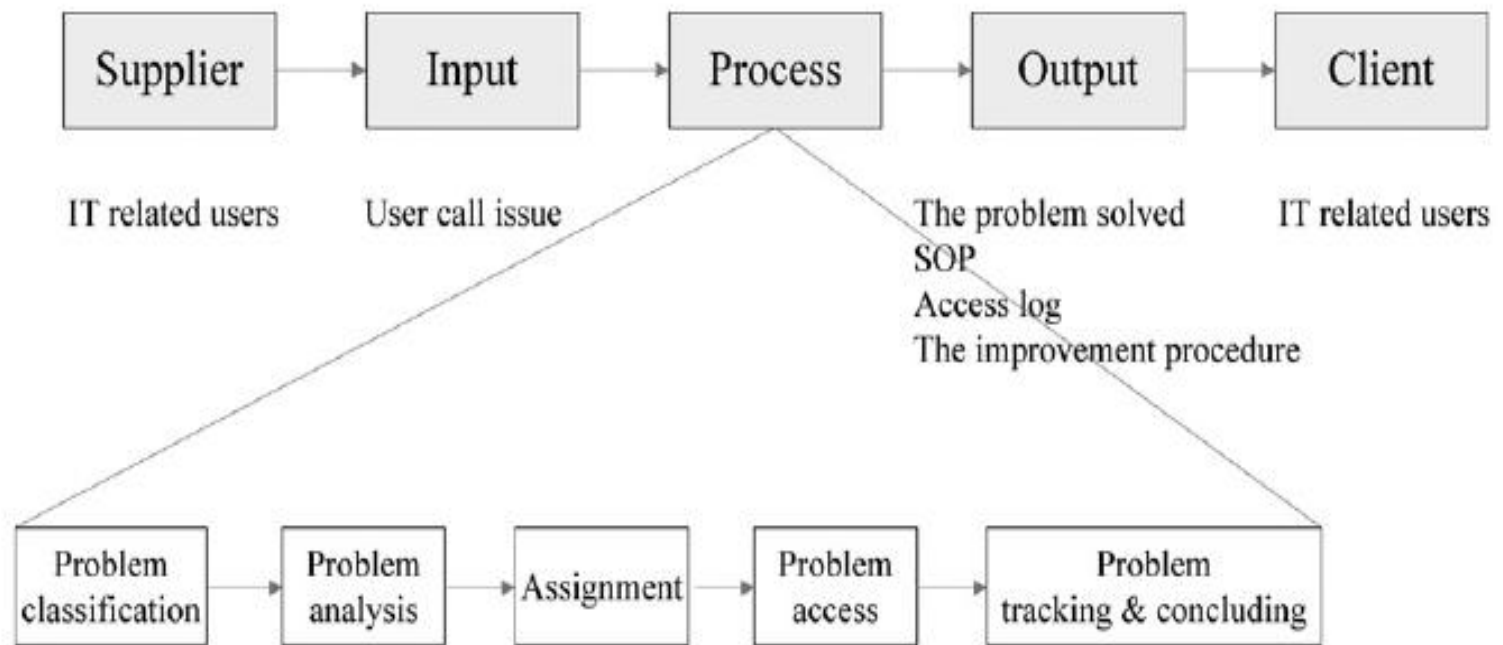 Supplier
Input
Process
Output
Client
IT related users
User call issue
The problem solved
SOP
Access log
The improvement procedure
IT related users
Problem
classification
Problem
analysis
Assignment
Problem
access
Problem
tracking & concluding